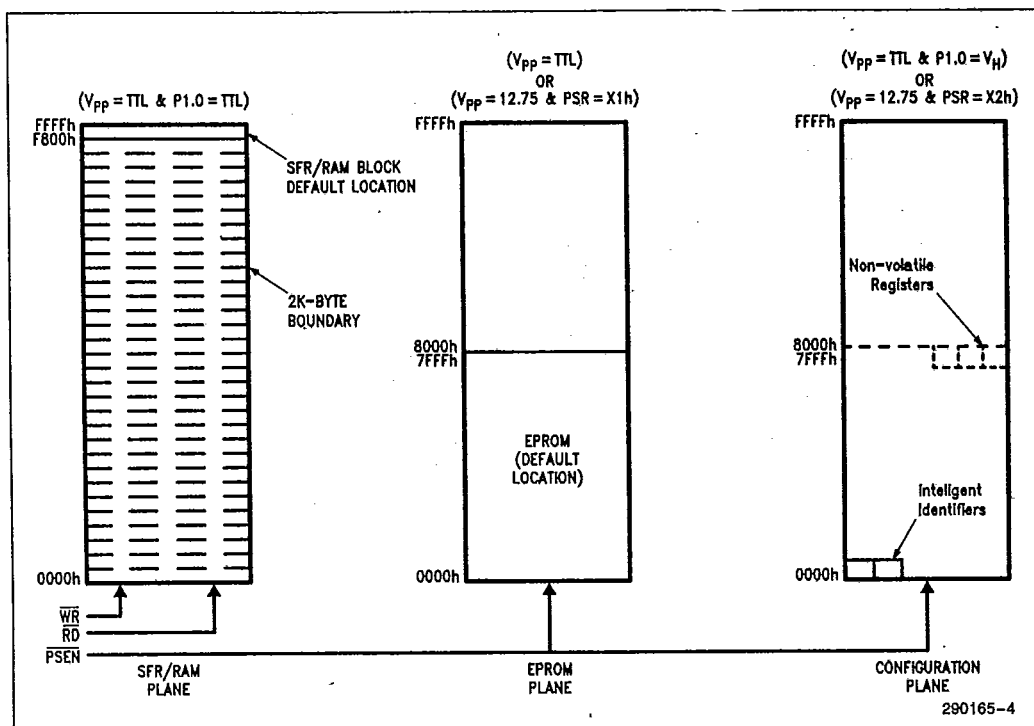 (VPP = TTL & P1.0 = TTL)
FFFFh
F800h
SFR/RAM BLOCK
DEFAULT LOCATION
2K-BYTE
BOUNDARY
0000h
WR
RD
PSEN
SFR/RAM
PLANE
(VPP = TTL)
OR
(VPP = 12.75 & PSR = X1h)
FFFFh
8000h
7FFFh
EPROM
(DEFAULT
LOCATION)
0000h
EPROM
PLANE
(VPP = TTL & P1.0 = VH)
OR
(VPP = 12.75 & PSR = X2h)
FFFFh
Non-volatile
Registers
8000h
7FFFh
inteligent
Identifiers
0000h
CONFIGURATION
PLANE
290165-4